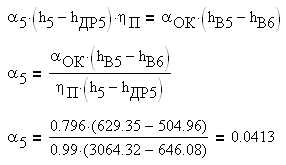 α5·(h5 − hДР5)·ηП = αОК·(hВ5 − hВ6)
α5 = αОК·(hВ5 − hВ6) / ηП·(h5 − hДР5)
α5 = 0.796·(629.35 − 504.96) / 0.99·(3064.32 − 646.08) = 0.0413